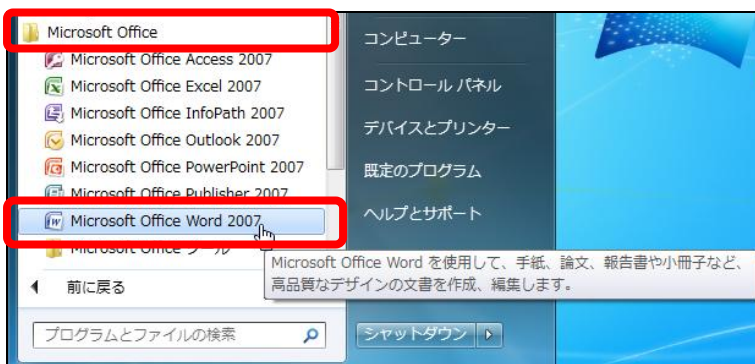 Microsoft Office
Microsoft Office Access 2007
Microsoft Office Excel 2007
Microsoft Office InfoPath 2007
Microsoft Office Outlook 2007
Microsoft Office PowerPoint 2007
Microsoft Office Publisher 2007
Microsoft Office Word 2007
Microsoft Office ツール
前に戻る
プログラムとファイルの検索
コンピューター
コントロール パネル
デバイスとプリンター
既定のプログラム
ヘルプとサポート
Microsoft Office Word を使用して、手紙、論文、報告書や小冊子など、
高品質なデザインの文書を作成、編集します。
シャットダウン